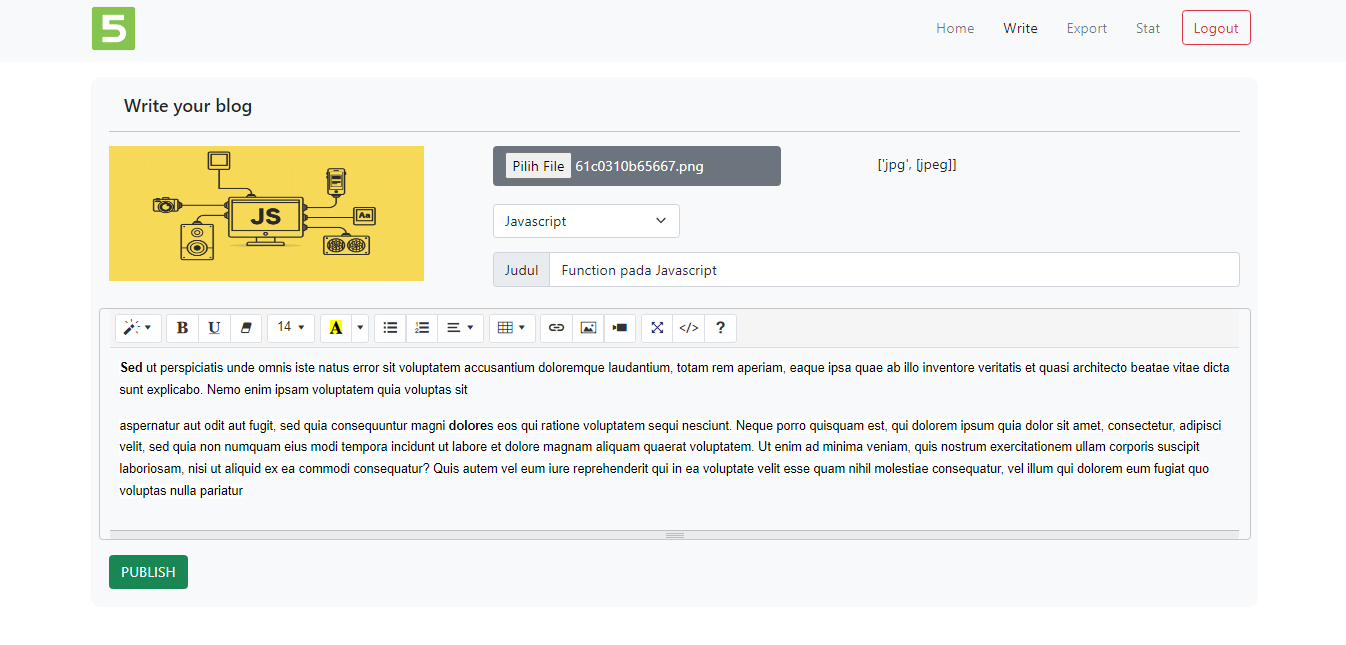 5
Home Write Export Stat Logout
Write your blog
JS
Aa
Pilih File 61c0310b65667.png
['jpg', [jpeg]]
Javascript
Judul Function pada Javascript
B U 14 A </> ?
Sed ut perspiciatis unde omnis iste natus error sit voluptatem accusantium doloremque laudantium, totam rem aperiam, eaque ipsa quae ab illo inventore veritatis et quasi architecto beatae vitae dicta
sunt explicabo. Nemo enim ipsam voluptatem quia voluptas sit
aspernatur aut odit aut fugit, sed quia consequuntur magni dolores eos qui ratione voluptatem sequi nesciunt. Neque porro quisquam est, qui dolorem ipsum quia dolor sit amet, consectetur, adipisci
velit, sed quia non numquam eius modi tempora incidunt ut labore et dolore magnam aliquam quaerat voluptatem. Ut enim ad minima veniam, quis nostrum exercitationem ullam corporis suscipit
laboriosam, nisi ut aliquid ex ea commodi consequatur? Quis autem vel eum iure reprehenderit qui in ea voluptate velit esse quam nihil molestiae consequatur, vel illum qui dolorem eum fugiat quo
voluptas nulla pariatur
PUBLISH